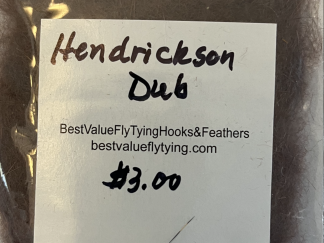 Hendrickson
Dub
BestValueFlyTyingHooks&Feathers
bestvalueflytying.com
$3.00